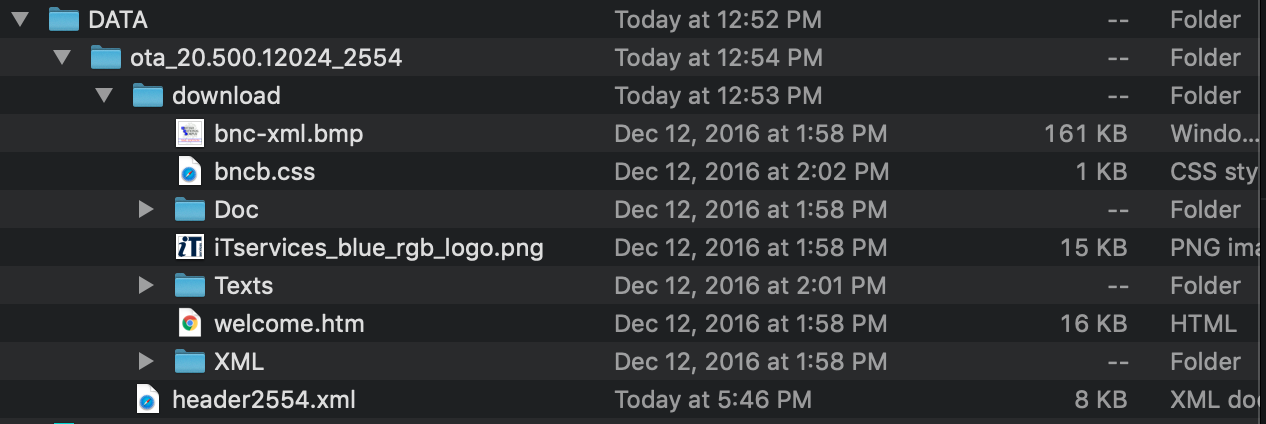 DATA Today at 12:52 PM -- Folder
ota_20.500.12024_2554 Today at 12:54 PM -- Folder
download Today at 12:53 PM -- Folder
bnc-xml.bmp Dec 12, 2016 at 1:58 PM 161 KB Windo...
bncb.css Dec 12, 2016 at 2:02 PM 1 KB CSS sty
Doc Dec 12, 2016 at 1:58 PM -- Folder
iT iTservices_blue_rgb_logo.png Dec 12, 2016 at 1:58 PM 15 KB PNG ima
Texts Dec 12, 2016 at 2:01 PM -- Folder
welcome.htm Dec 12, 2016 at 1:58 PM 16 KB HTML
XML Dec 12, 2016 at 1:58 PM -- Folder
header2554.xml Today at 5:46 PM 8 KB XML doc